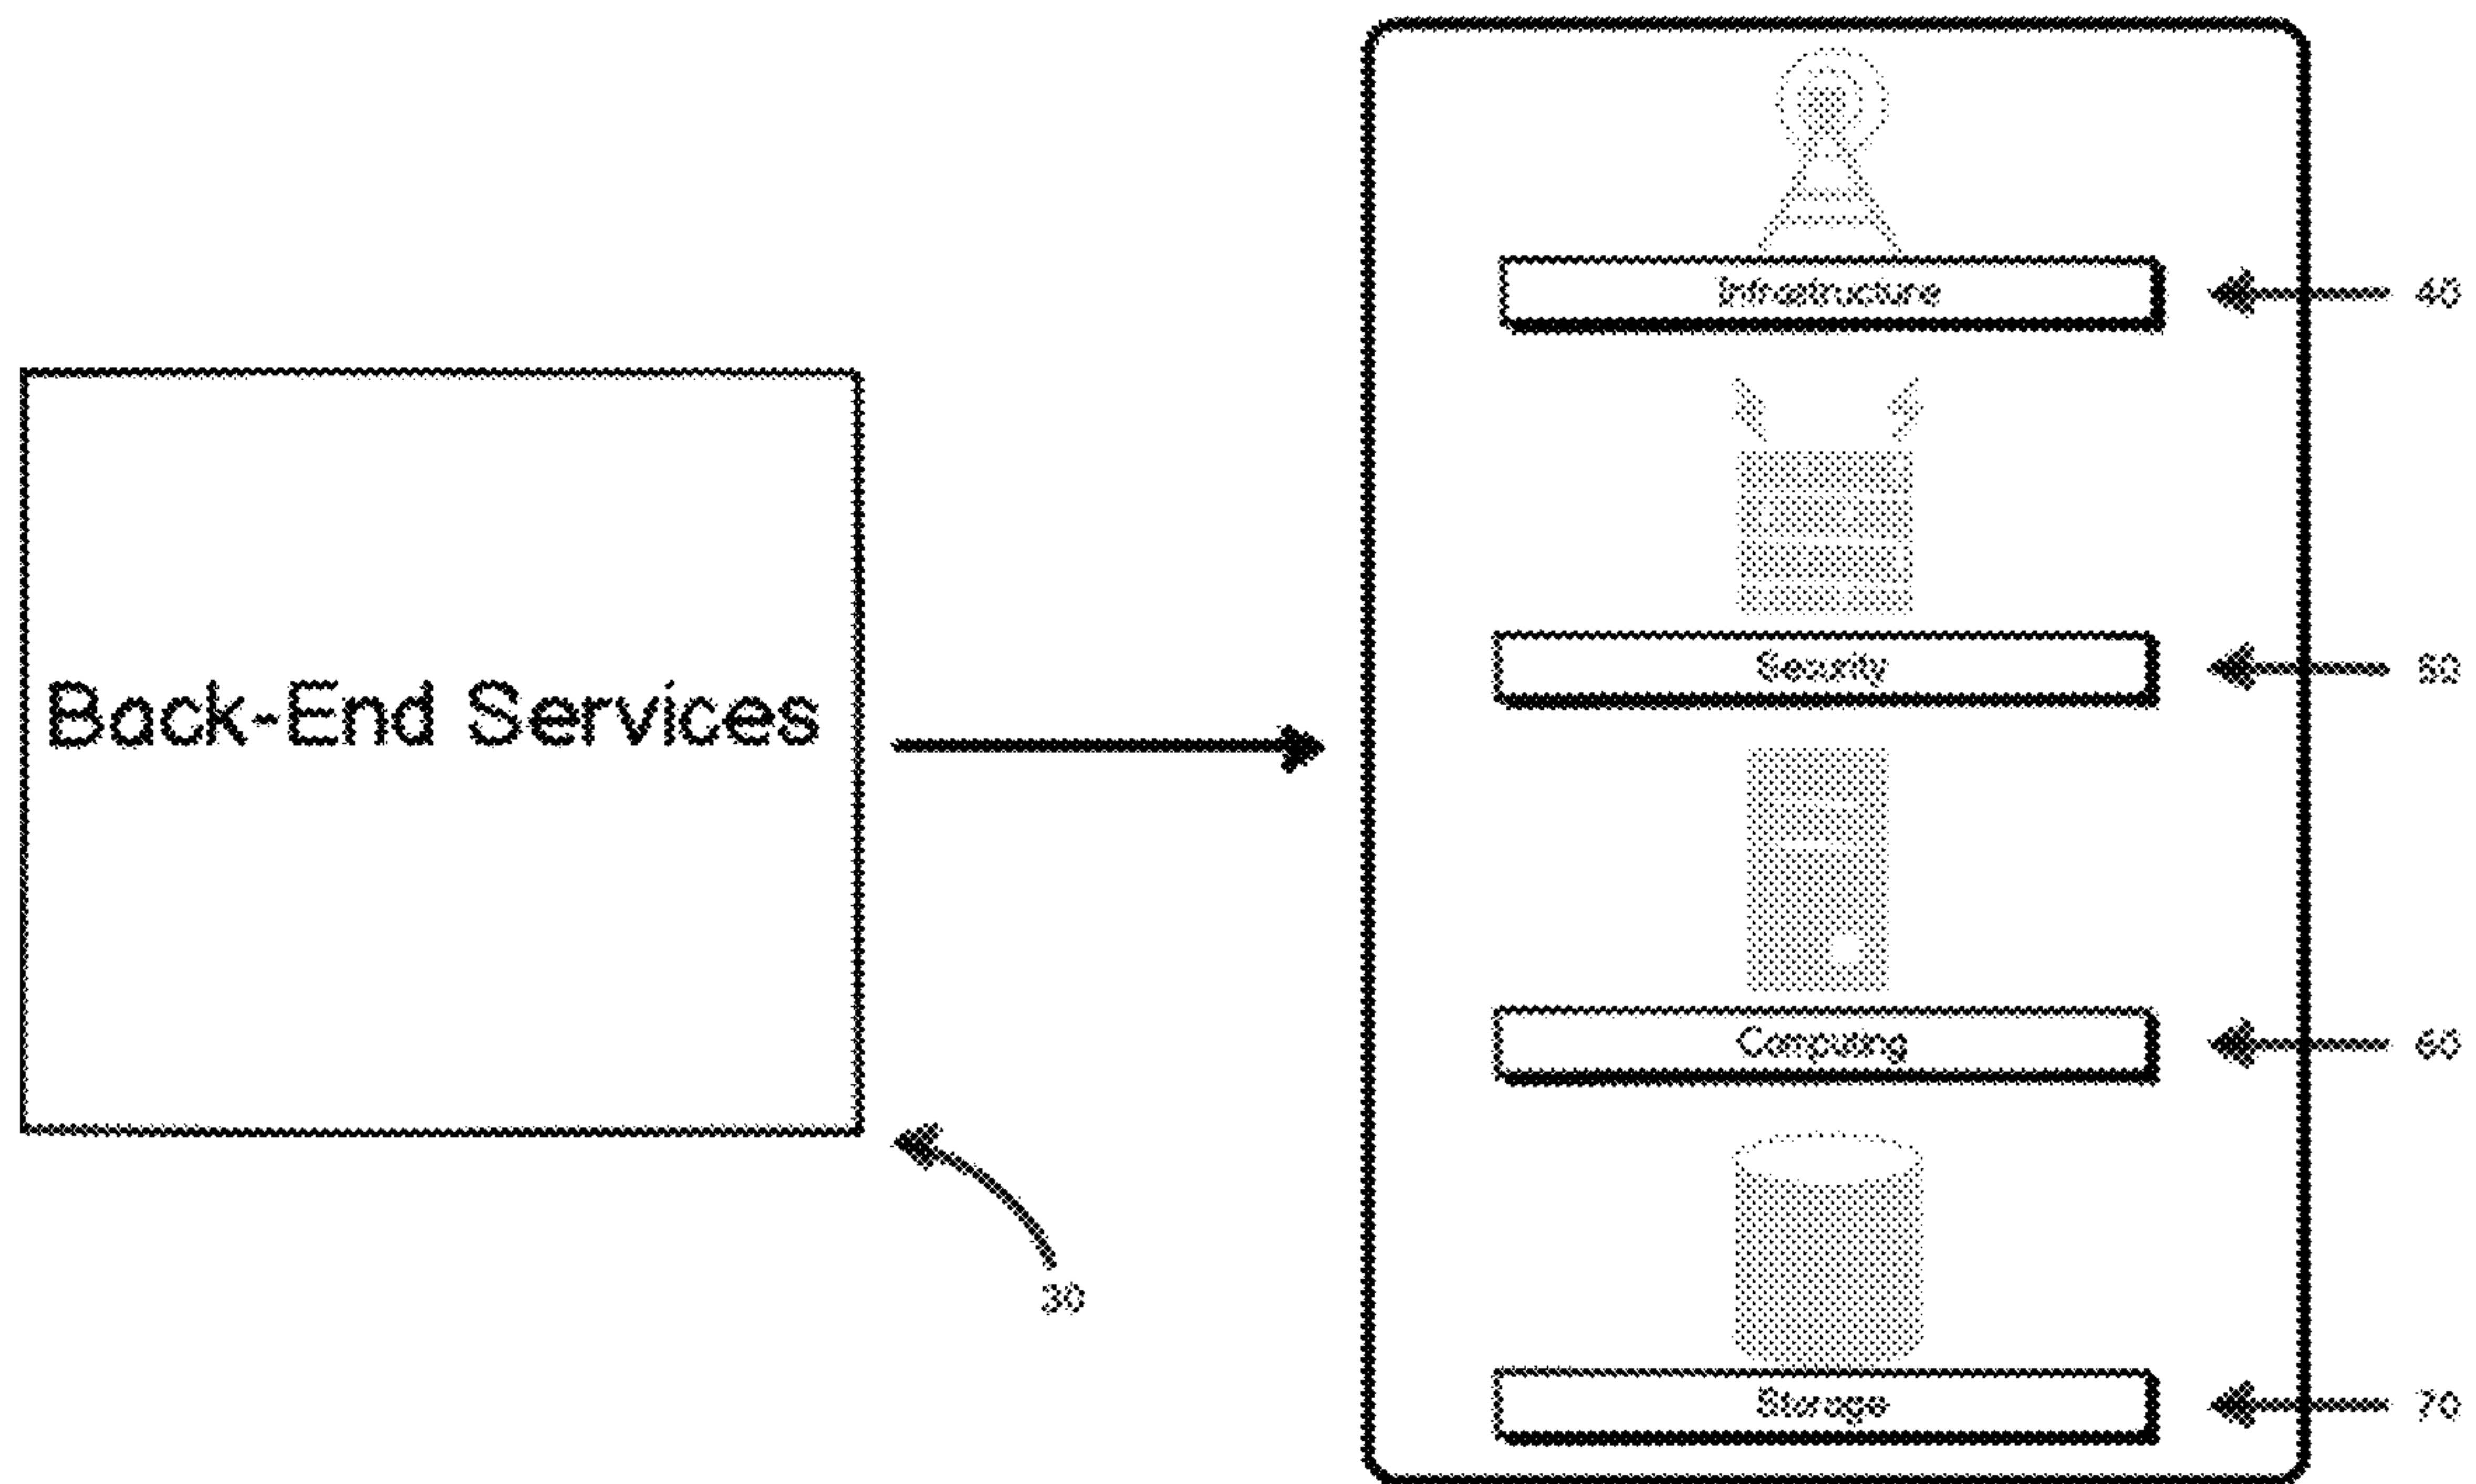 Infrastructure
40
Security
50
Back-End Services
Computing
60
30
Storage
70